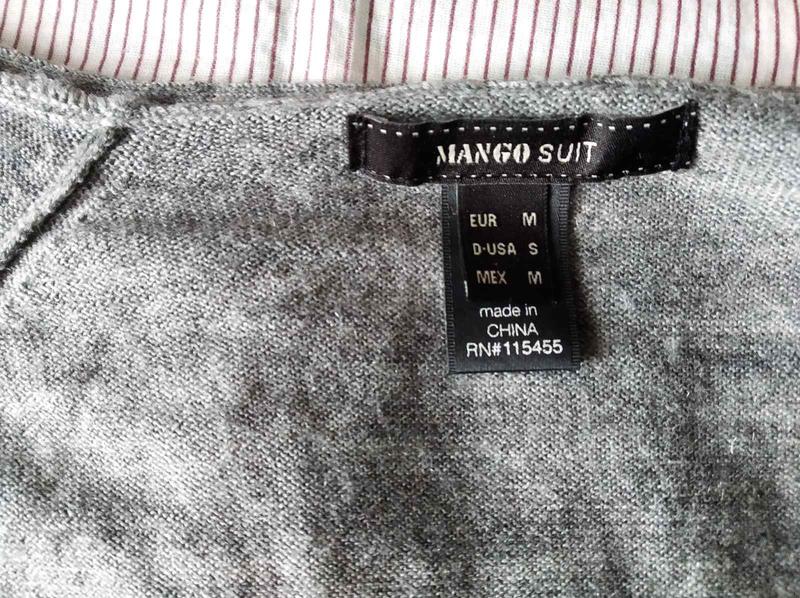 MANGO SUIT
EUR M
D-USA S
MEX M
made in
CHINA
RN#115455